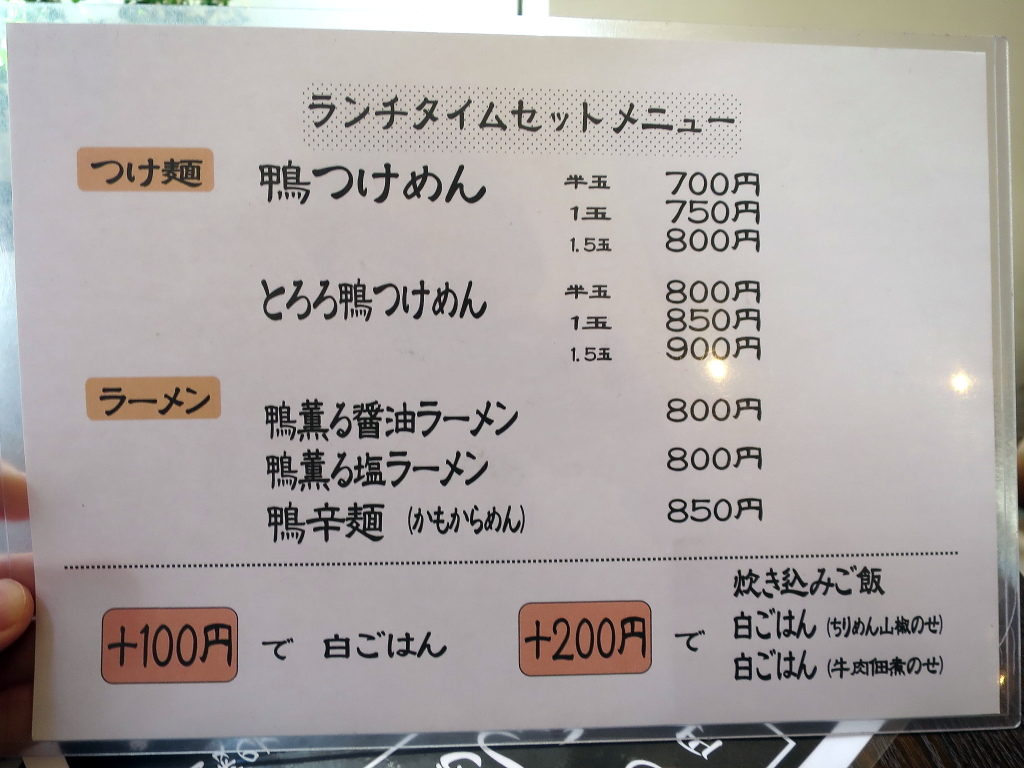 ランチタイムセットメニュー
つけ麺 鴨つけめん 半玉 700円
1玉 750円
1.5玉 800円
とろろ鴨つけめん 半玉 800円
1玉 850円
1.5玉 900円
ラーメン
鴨薫る醤油ラーメン 800円
鴨薫る塩ラーメン 800円
鴨辛麺 (かもからめん) 850円
+100円 で 白ごはん
+200円 で 炊き込みご飯
白ごはん (ちりめん山椒のせ)
白ごはん (牛肉佃煮のせ)